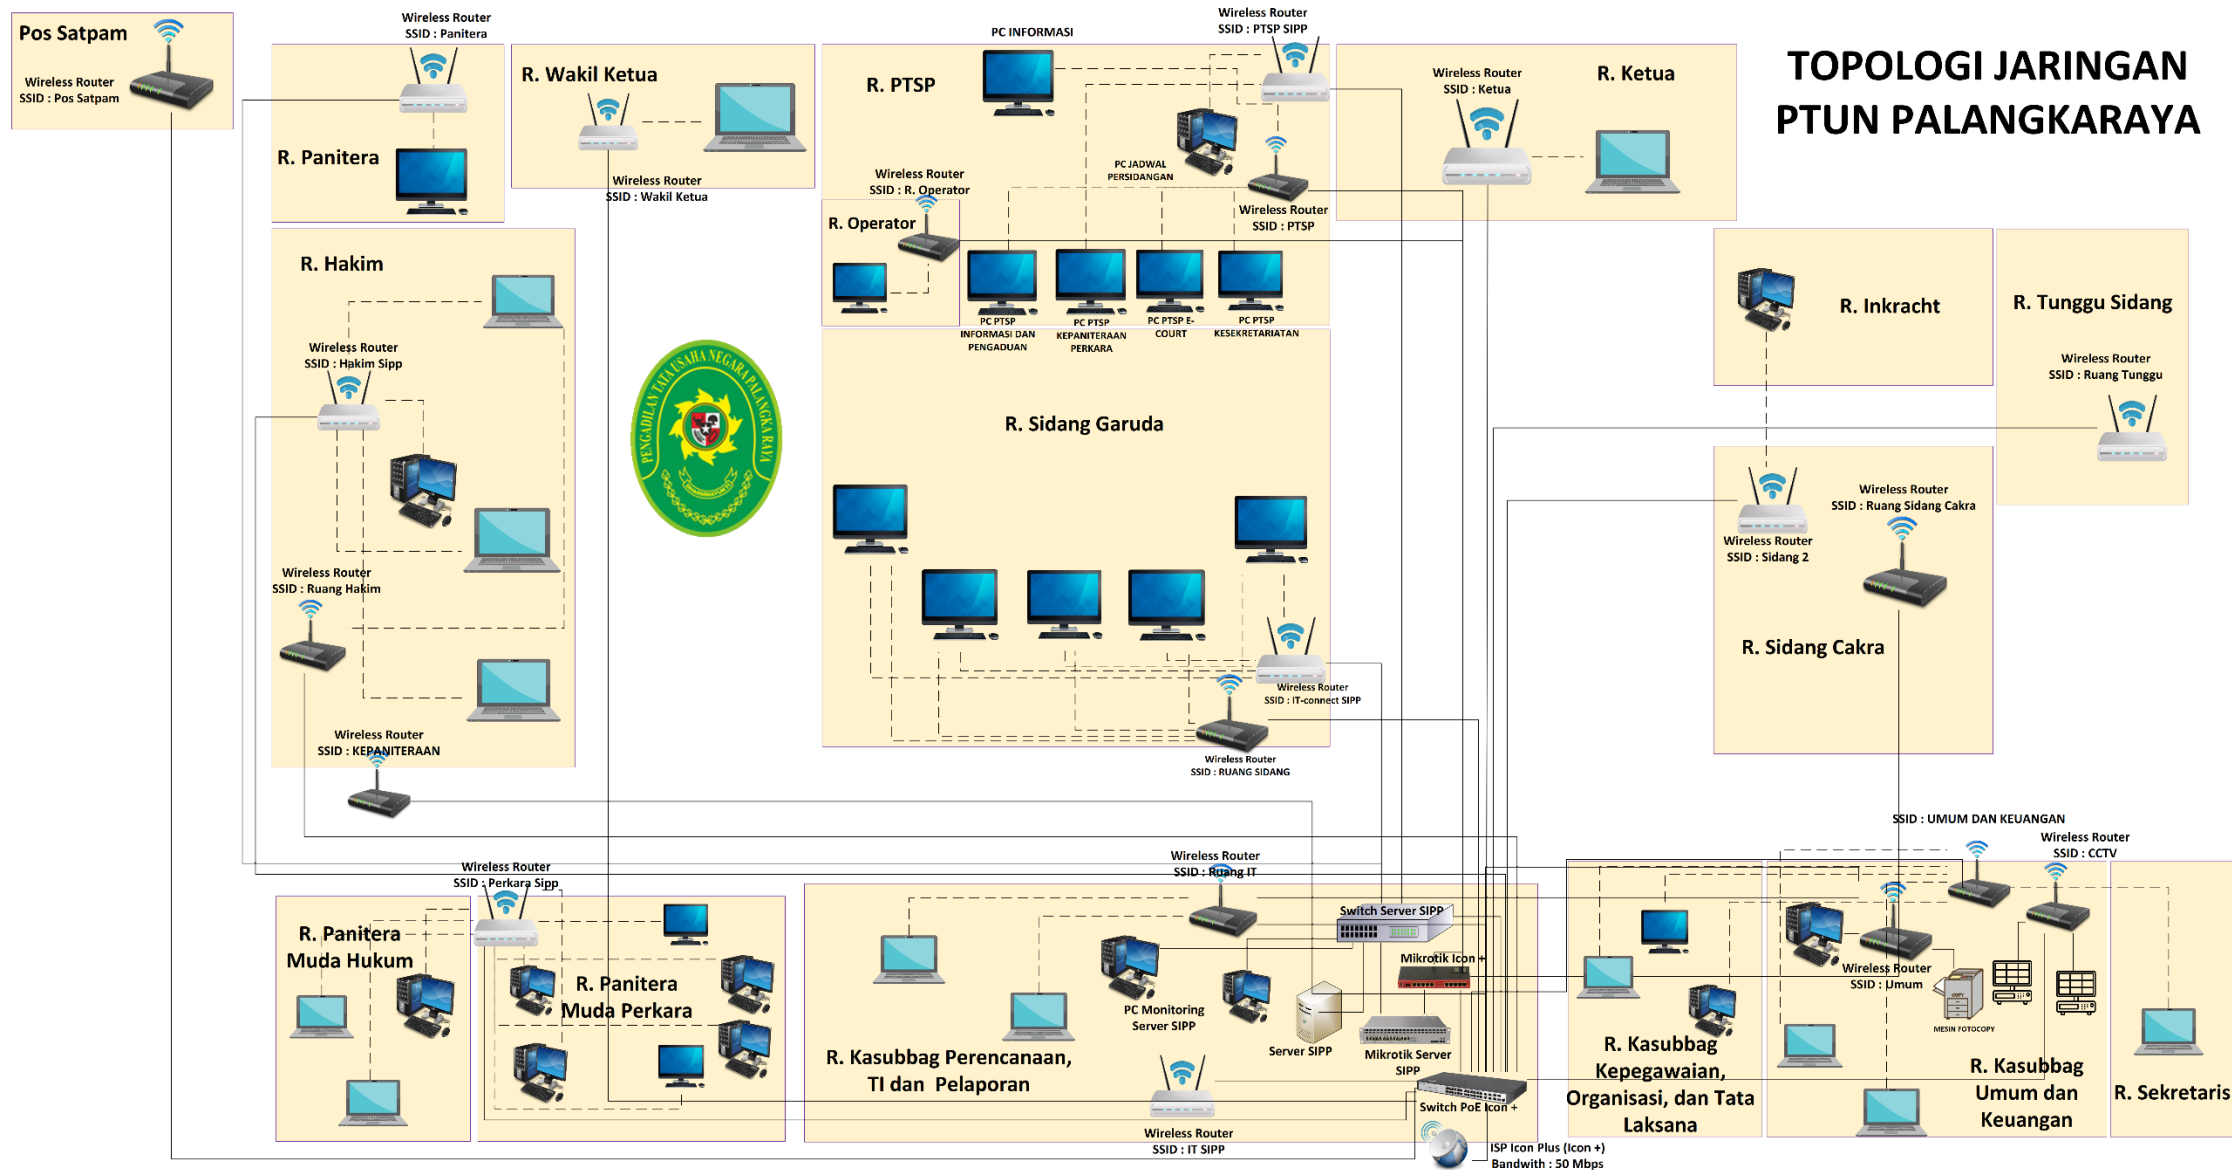 TOPOLOGI JARINGAN
PTUN PALANGKARAYA
Pos Satpam
Wireless Router
SSID : Pos Satpam
Wireless Router
SSID : Panitera
R. Panitera
R. Wakil Ketua
Wireless Router
SSID : Wakil Ketua
PC INFORMASI
Wireless Router
SSID : PTSP SIPP
R. PTSP
PC JADWAL
PERSIDANGAN
Wireless Router
SSID : R. Operator
R. Operator
Wireless Router
SSID : PTSP
PC PTSP
INFORMASI DAN
PENGADUAN
PC PTSP
KEPANITERAAN
PERKARA
PC PTSP E-
COURT
PC PTSP
KESEKRETARIATAN
Wireless Router
SSID : Ketua
R. Ketua
R. Inkracht
R. Tunggu Sidang
Wireless Router
SSID : Ruang Tunggu
R. Hakim
Wireless Router
SSID : Hakim Sipp
Wireless Router
SSID : Ruang Hakim
Wireless Router
SSID : KEPANITERAAN
PENGADILAN TATA USAHA NEGARA PALANGKA RAYA
DHARMMAYUKTI
R. Sidang Garuda
Wireless Router
SSID : IT-connect SIPP
Wireless Router
SSID : RUANG SIDANG
Wireless Router
SSID : Ruang Sidang Cakra
Wireless Router
SSID : Sidang 2
R. Sidang Cakra
Wireless Router
SSID : Perkara Sipp
R. Panitera
Muda Hukum
R. Panitera
Muda Perkara
Wireless Router
SSID : Ruang IT
Switch Server SIPP
Mikrotik Icon +
PC Monitoring
Server SIPP
Server SIPP
Mikrotik Server
SIPP
R. Kasubbag Perencanaan,
TI dan Pelaporan
Switch PoE Icon +
Wireless Router
SSID : IT SIPP
ISP Icon Plus (Icon +)
Bandwith : 50 Mbps
R. Kasubbag
Kepegawaian,
Organisasi, dan Tata
Laksana
SSID : UMUM DAN KEUANGAN
Wireless Router
SSID : CCTV
Wireless Router
SSID : Umum
COPY
MESIN FOTOCOPY
R. Kasubbag
Umum dan
Keuangan
R. Sekretaris